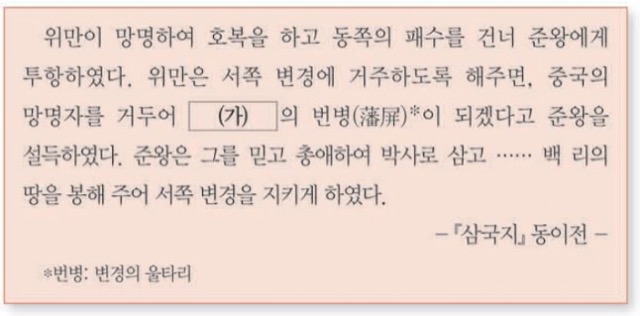 위만이 망명하여 호복을 하고 동쪽의 패수를 건너 준왕에게
투항하였다. 위만은 서쪽 변경에 거주하도록 해주면, 중국의
망명자를 거두어 (가) 의 번병(藩屛)*이 되겠다고 준왕을
설득하였다. 준왕은 그를 믿고 총애하여 박사로 삼고 …… 백 리의
땅을 봉해 주어 서쪽 변경을 지키게 하였다.
-『삼국지』 동이전 -
*번병: 변경의 울타리